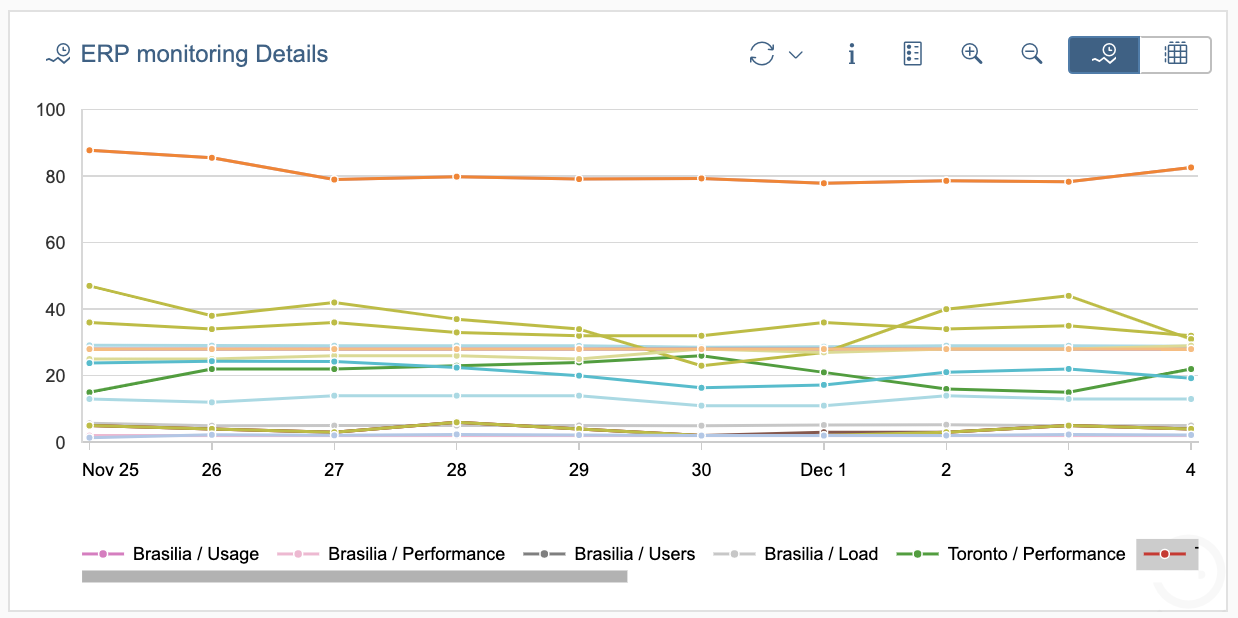 ERP monitoring Details
100
80
60
40
20
0
Nov 25 26 27 28 29 30 Dec 1 2 3 4
Brasilia / Usage Brasilia / Performance Brasilia / Users Brasilia / Load Toronto / Performance